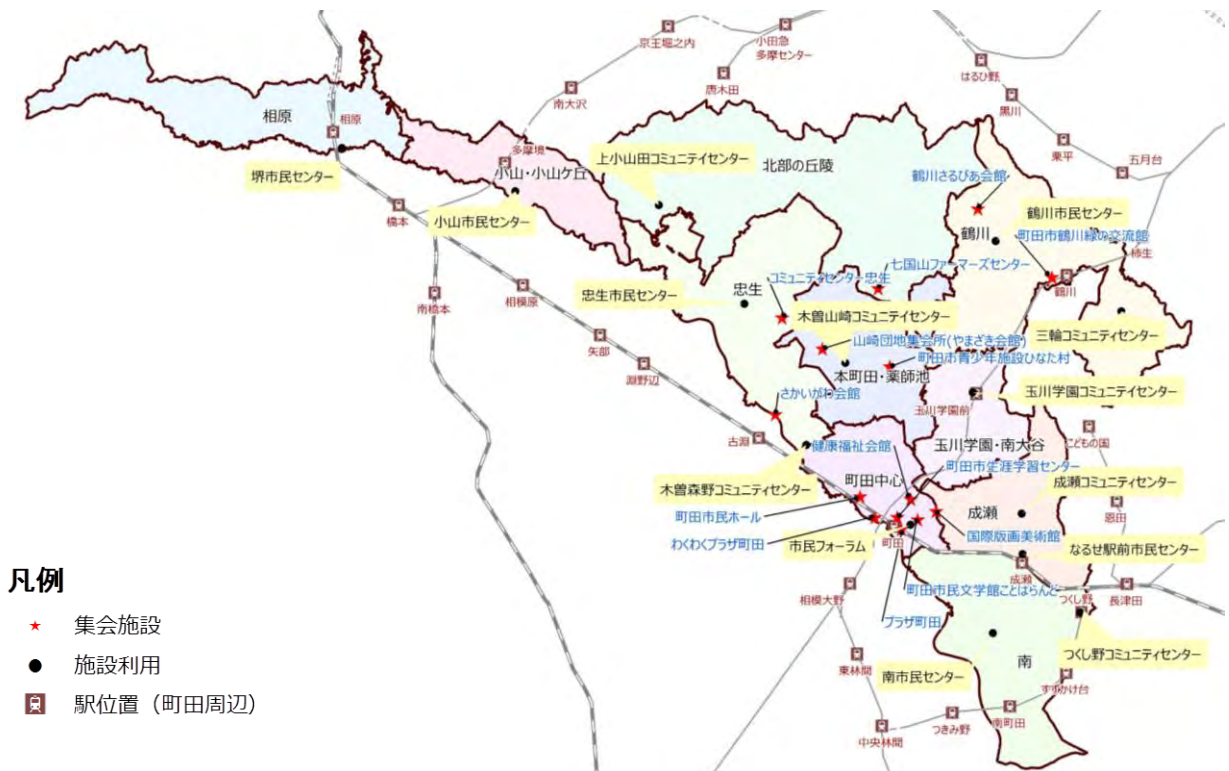 京王堀之内
小田急
多摩センター
はるひ野
唐木田
黒川
南大沢
栗平
五月台
相原
相原
多摩境
小山・小山ケ丘
上小山田コミュニティセンター
北部の丘陵
堺市民センター
小山市民センター
橋本
鶴川さるびあ会館
鶴川市民センター
鶴川
町田市鶴川緑の交流館
柿生
鶴川
七国山ファーマーズセンター
コミュニティセンター忠生
忠生市民センター
忠生
相模原
南橋本
木曽山崎コミュニティセンター
三輪コミュニティセンター
矢部
山崎団地集会所(やまざき会館)
町田市青少年施設ひなた村
淵野辺
本町田・薬師池
さかいがわ会館
玉川学園前
玉川学園コミュニティセンター
古淵
健康福祉会館
玉川学園・南大谷
こどもの国
町田市生涯学習センター
町田中心
成瀬コミュニティセンター
木曽森野コミュニティセンター
恩田
町田市民ホール
成瀬
国際版画美術館
わくわくプラザ町田
市民フォーラム
町田
なるせ駅前市民センター
成瀬
町田市民文学館ことばらんど
つくし野
長津田
相模大野
プラザ町田
つくし野コミュニティセンター
東林間
南市民センター
南
すずかけ台
つきみ野
南町田
中央林間
凡例
集会施設
施設利用
駅位置（町田周辺）